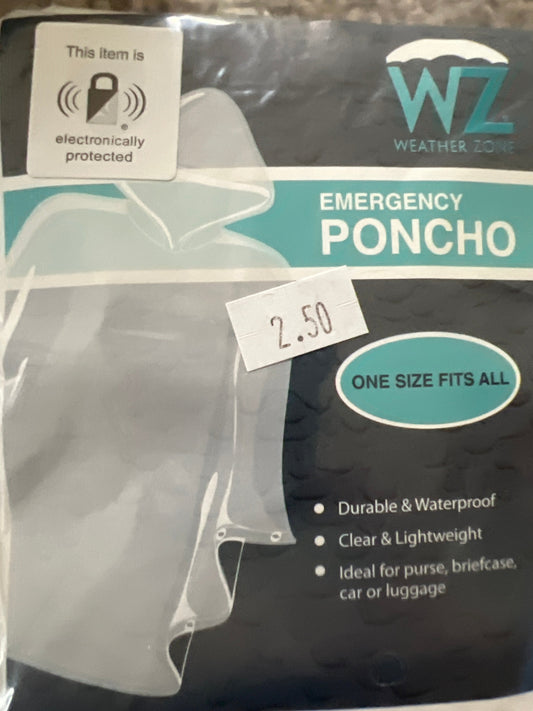 This item is
electronically
protected
WZ
WEATHER ZONE
EMERGENCY
PONCHO
2.50
ONE SIZE FITS ALL
Durable & Waterproof
Clear & Lightweight
Ideal for purse, briefcase,
car or luggage